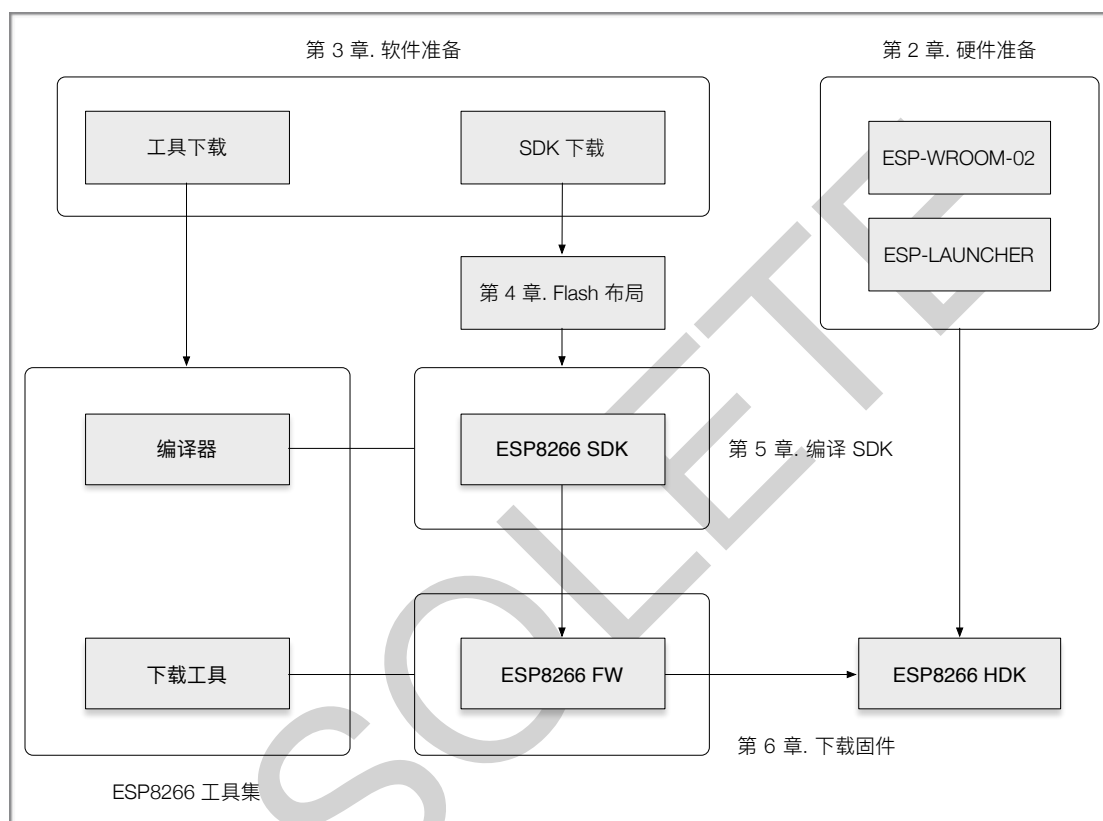 第 3 章. 软件准备
第 2 章. 硬件准备
工具下载
SDK 下载
ESP-WROOM-02
ESP-LAUNCHER
第 4 章. Flash 布局
编译器
ESP8266 SDK
第 5 章. 编译 SDK
下载工具
ESP8266 FW
ESP8266 HDK
第 6 章. 下载固件
ESP8266 工具集
SOLETE